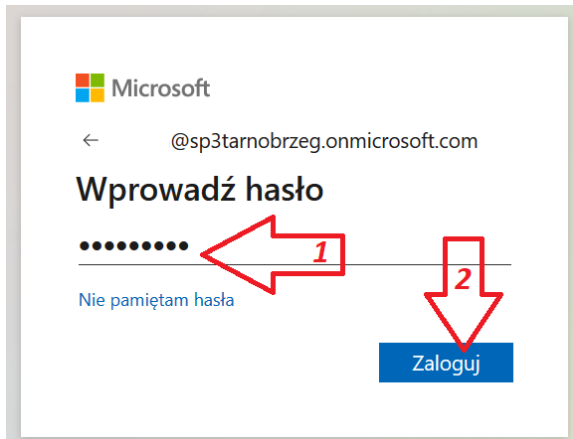 Microsoft
← @sp3tarnobrzeg.onmicrosoft.com
Wprowadź hasło
•••••••••
1
2
Nie pamiętam hasła
Zaloguj